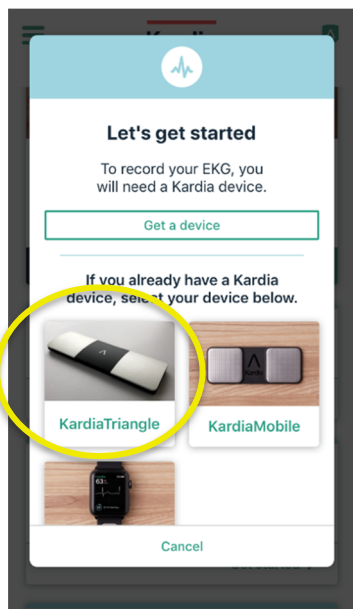 Let's get started
To record your EKG, you
will need a Kardia device.
Get a device
If you already have a Kardia
device, select your device below.
Kardia
KardiaTriangle
KardiaMobile
Cancel